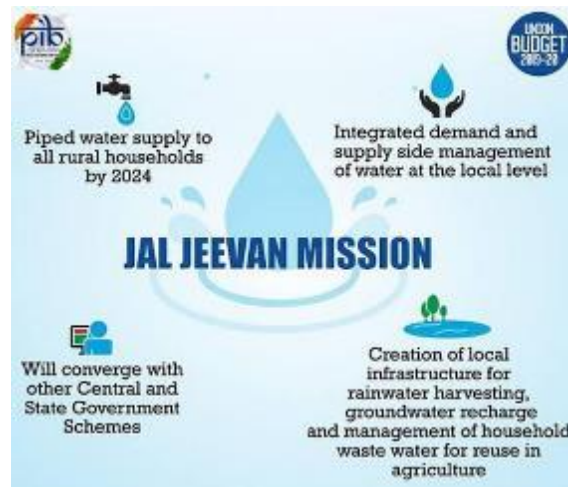 pib
UNION
BUDGET
2019-20
Piped water supply to
all rural households
by 2024
Integrated demand and
supply side management
of water at the local level
JAL JEEVAN MISSION
Will converge with
other Central and
State Government
Schemes
Creation of local
infrastructure for
rainwater harvesting,
groundwater recharge
and management of household
waste water for reuse in
agriculture